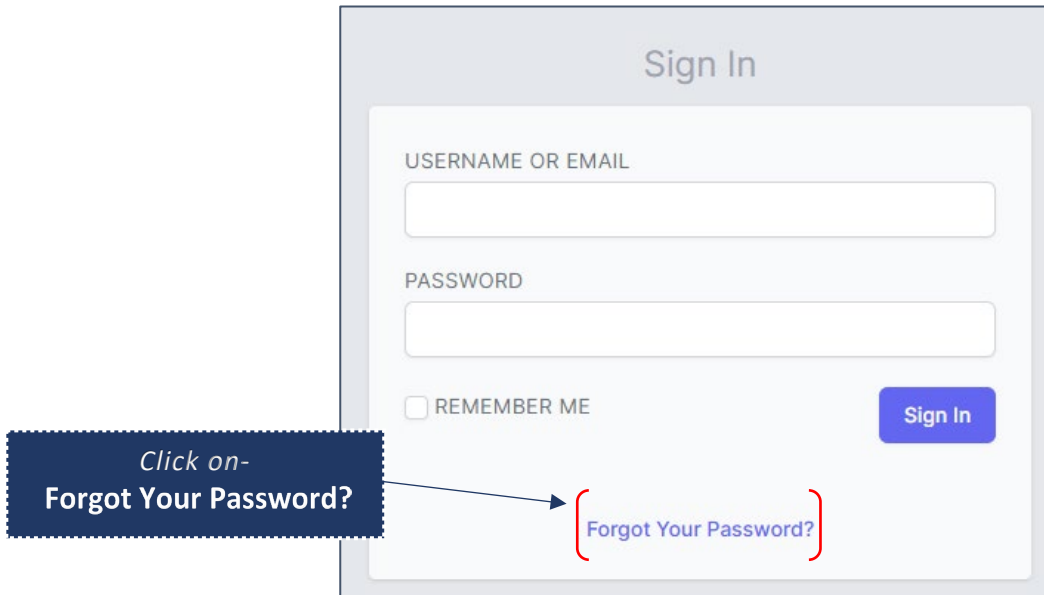 Sign In
USERNAME OR EMAIL
PASSWORD
REMEMBER ME
Sign In
Click on-
Forgot Your Password?
Forgot Your Password?